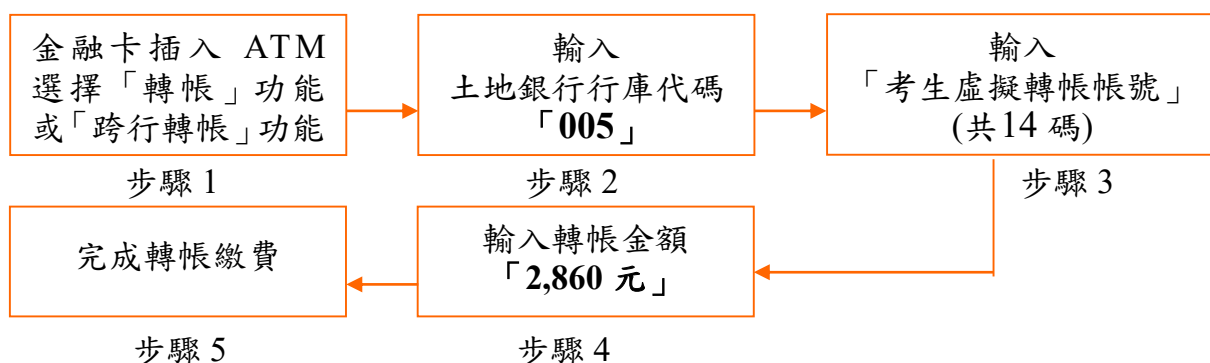 金融卡插入 ATM
選擇「轉帳」功能
或「跨行轉帳」功能
步驟 1
輸入
土地銀行行庫代碼
「005」
步驟 2
輸入
「考生虛擬轉帳帳號」
(共14 碼)
步驟 3
輸入轉帳金額
「2,860 元」
步驟 4
完成轉帳繳費
步驟 5